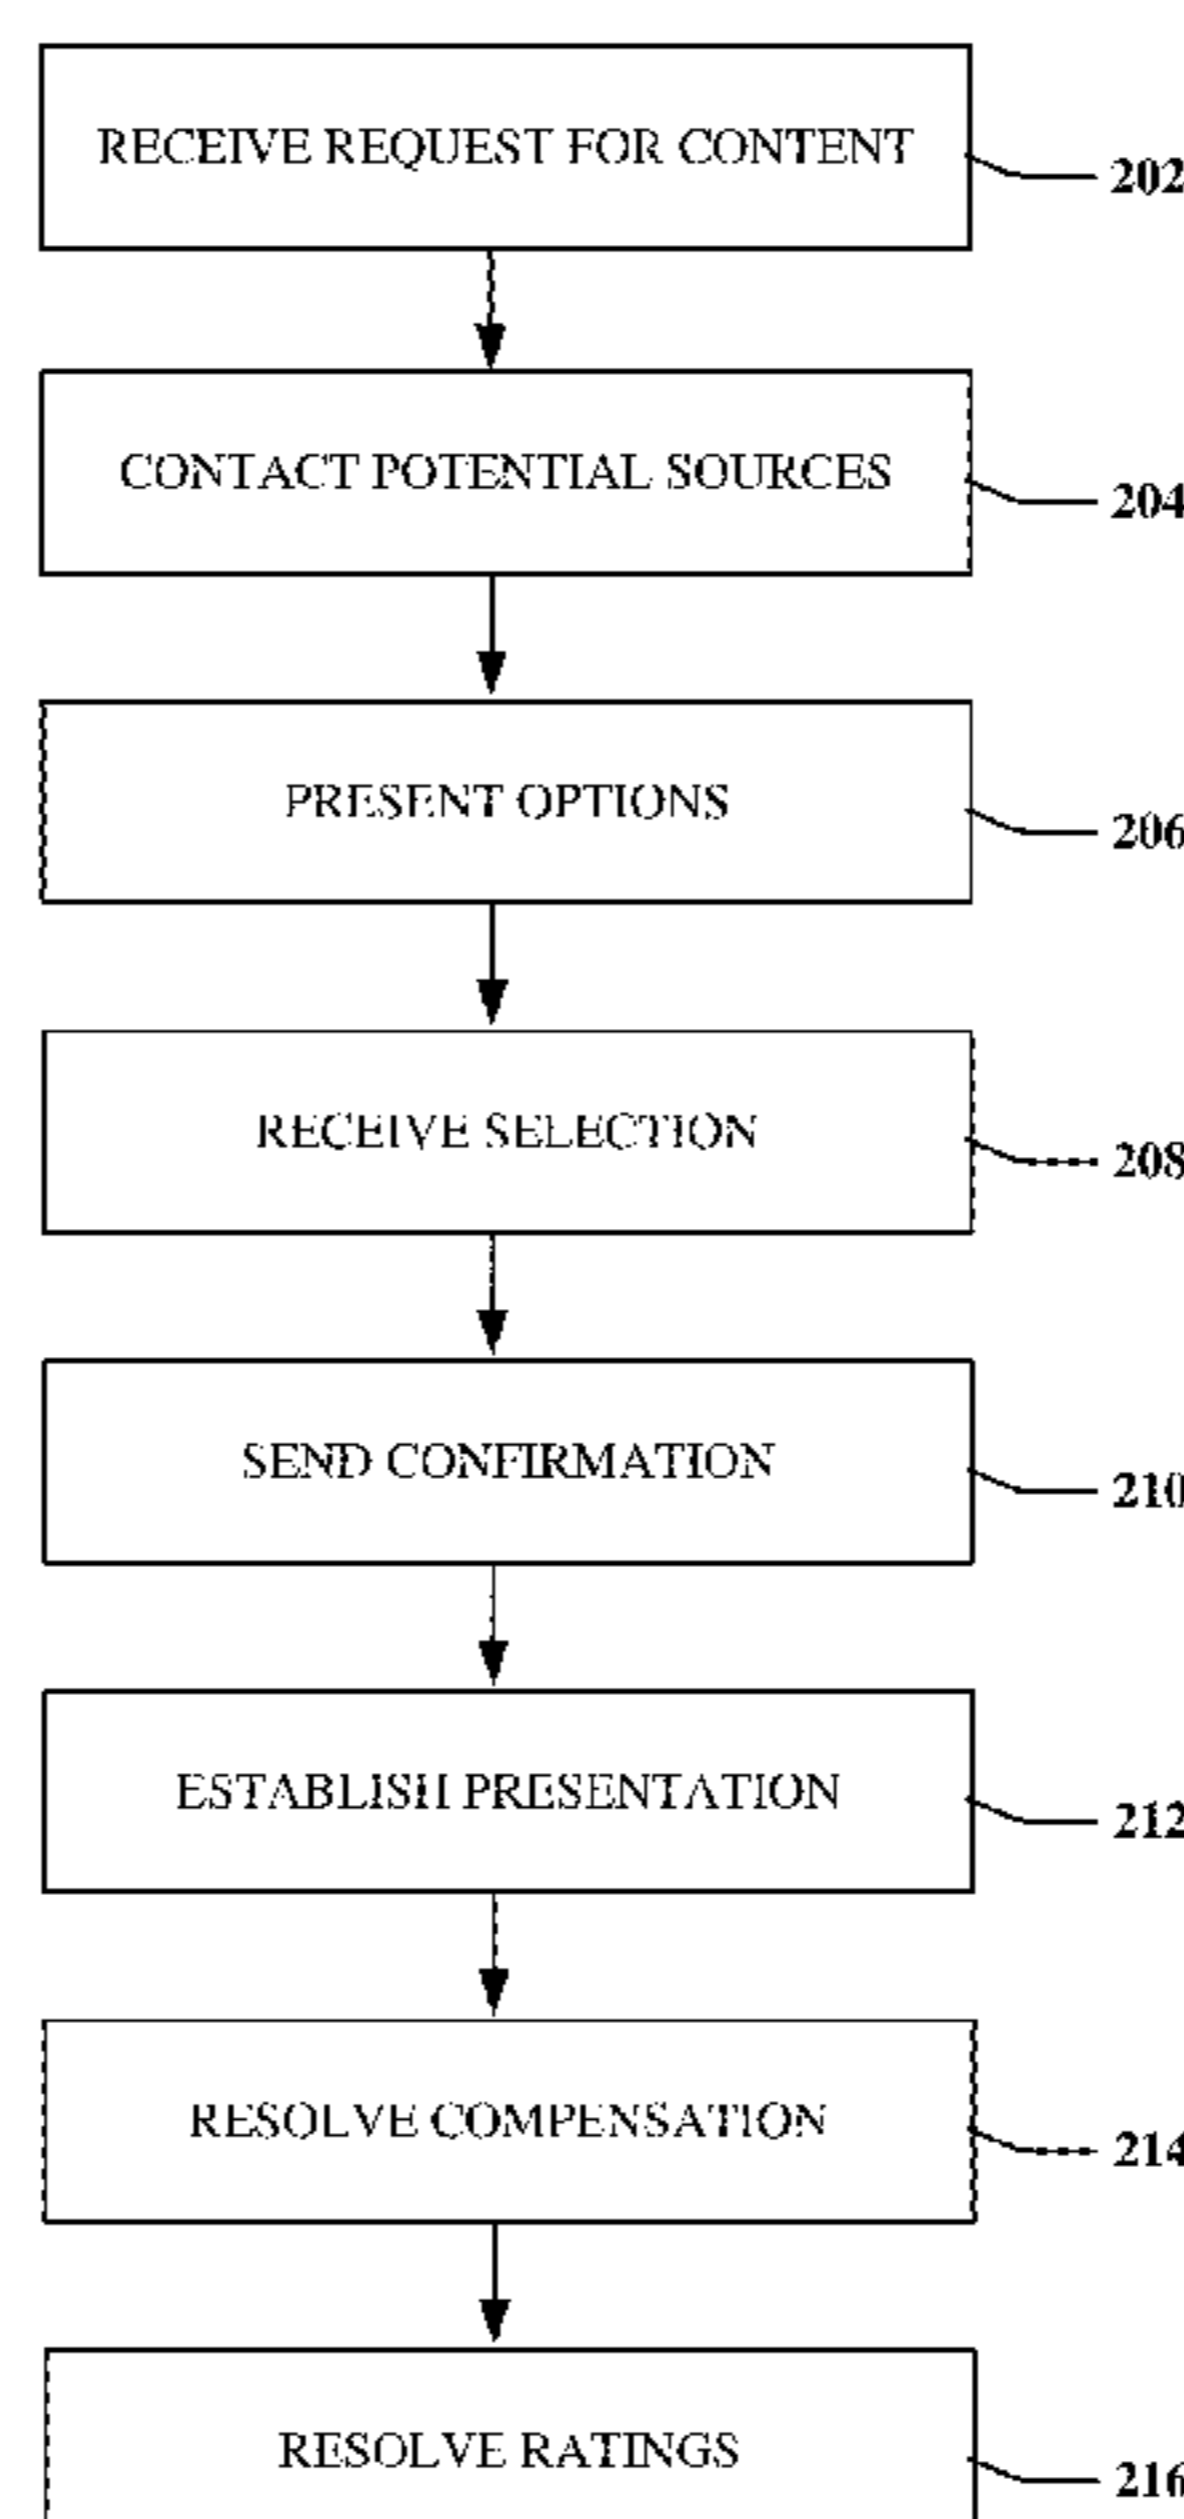 RECEIVE REQUEST FOR CONTENT
202
CONTACT POTENTIAL SOURCES
204
PRESENT OPTIONS
206
RECEIVE SELECTION
208
SEND CONFIRMATION
210
ESTABLISH PRESENTATION
212
RESOLVE COMPENSATION
214
RESOLVE RATINGS
216